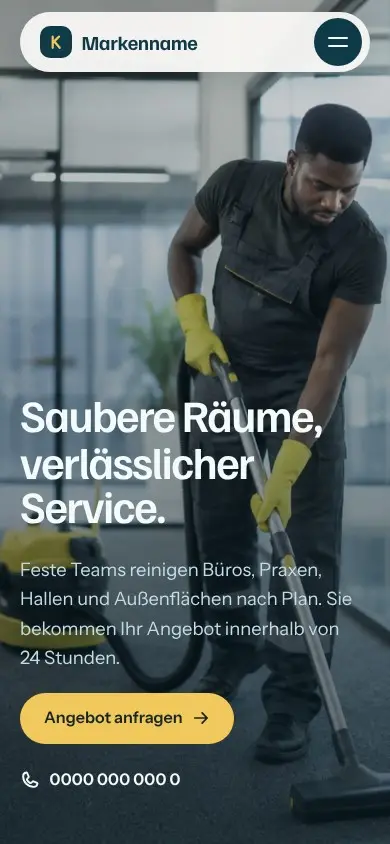 K Markenname
Saubere Räume,
verlässlicher
Service.
Feste Teams reinigen Büros, Praxen,
Hallen und Außenflächen nach Plan. Sie
bekommen Ihr Angebot innerhalb von
24 Stunden.
Angebot anfragen →
0000 000 000 0